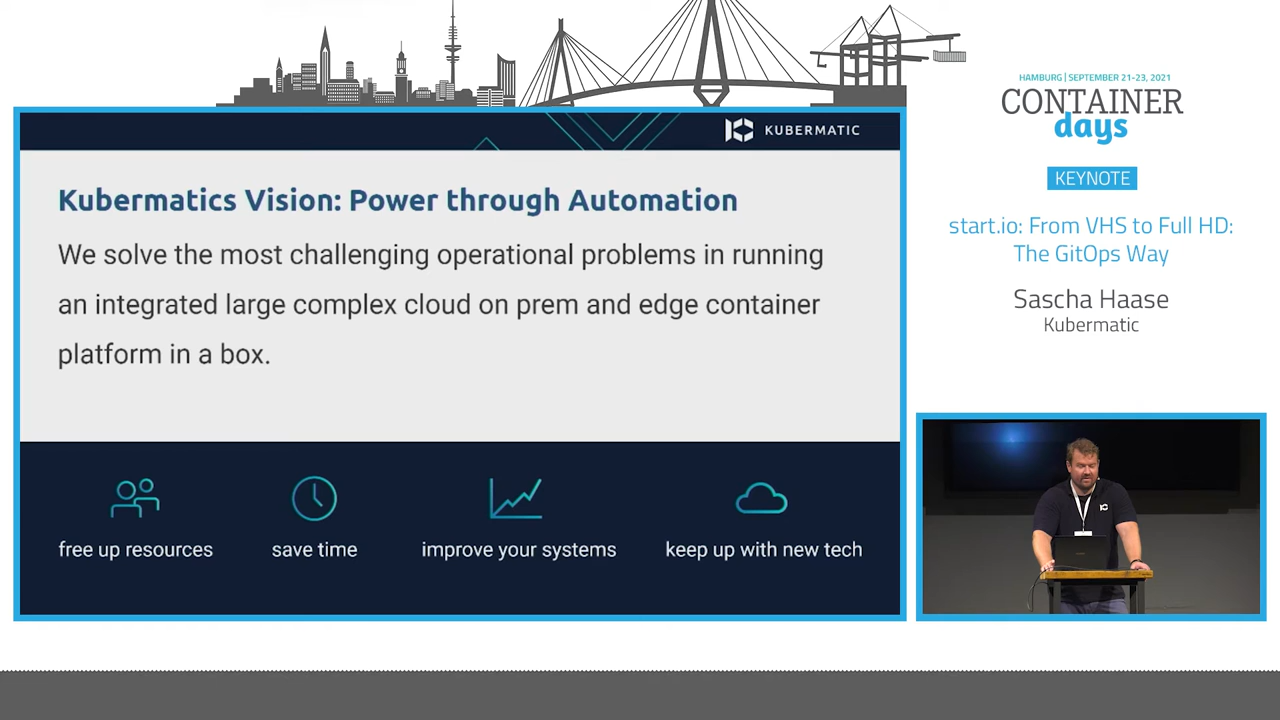 HAMBURG | SEPTEMBER 21-23, 2021
CONTAINER
days
KEYNOTE
start.io: From VHS to Full HD:
The GitOps Way
Sascha Haase
Kubermatic
KUBERMATIC
Kubermatics Vision: Power through Automation
We solve the most challenging operational problems in running
an integrated large complex cloud on prem and edge container
platform in a box.
free up resources
save time
improve your systems
keep up with new tech